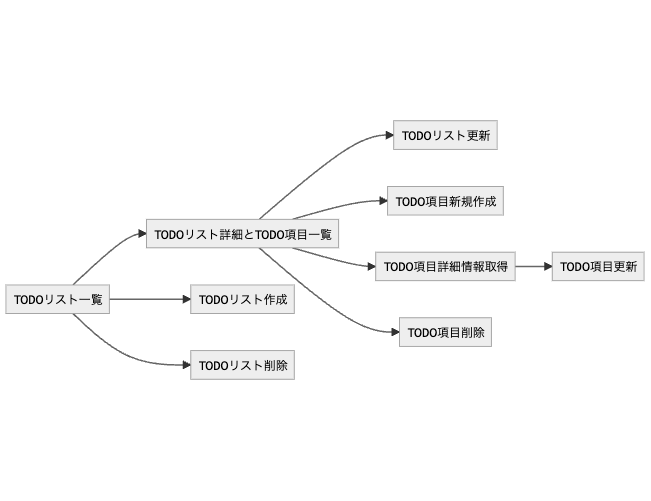 TODOリスト更新
TODO項目新規作成
TODOリスト詳細とTODO項目一覧
TODO項目詳細情報取得
TODO項目更新
TODOリスト一覧
TODOリスト作成
TODO項目削除
TODOリスト削除